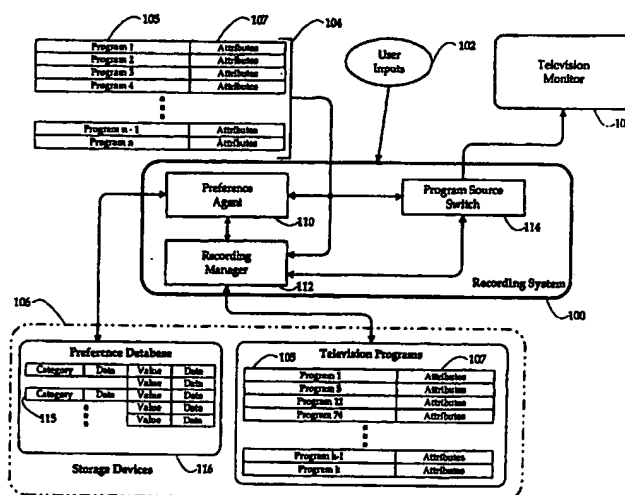 105
107
104
Program 1 Attributes
Program 2 Attributes
Program 3 Attributes
Program 4 Attributes
Program n - 1 Attributes
Program n Attributes
User
Inputs
102
Television
Monitor
10
Preference
Agent
110
Program Source
Switch
114
Recording
Manager
112
Recording System
100
106
Preference Database
Category Data Value Data
Value Data
Category Data Value Data
Value Data
Value Data
115
Storage Devices
116
Television Programs
105
107
Program 1 Attributes
Program 5 Attributes
Program 12 Attributes
Program 74 Attributes
Program k-1 Attributes
Program k Attributes